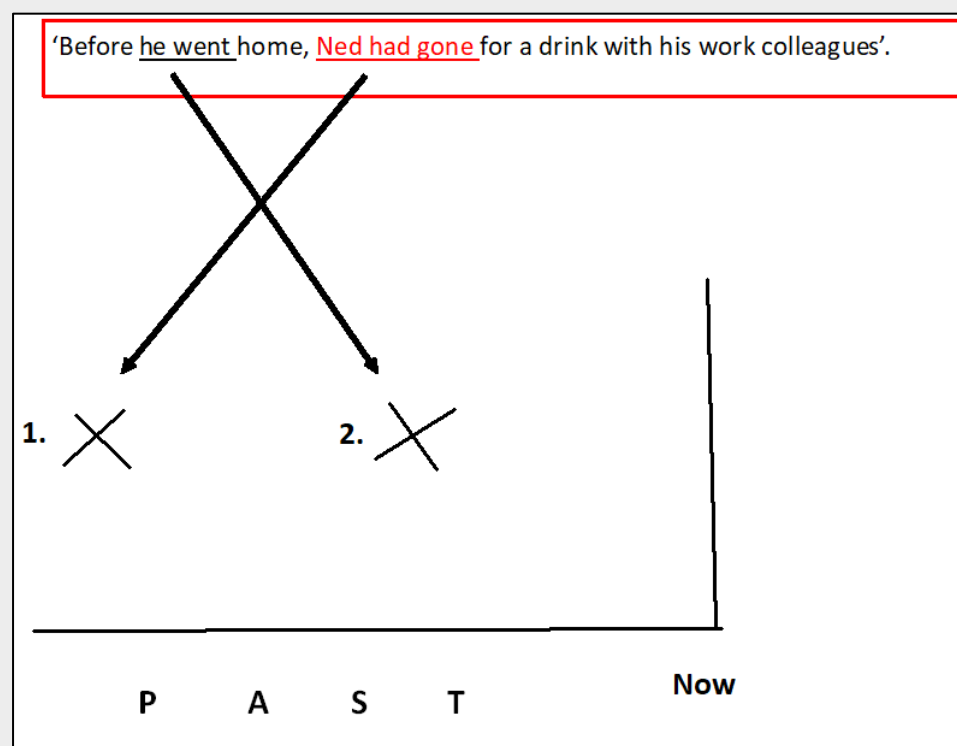 ‘Before he went home, Ned had gone for a drink with his work colleagues’.
1. 2.
Now
P A S T